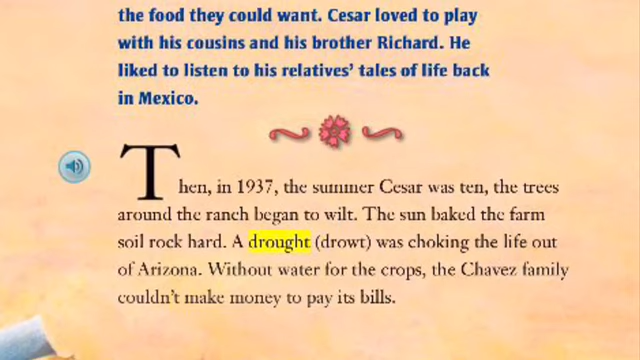 the food they could want. Cesar loved to play
with his cousins and his brother Richard. He
liked to listen to his relatives’ tales of life back
in Mexico.
Then, in 1937, the summer Cesar was ten, the trees
around the ranch began to wilt. The sun baked the farm
soil rock hard. A drought (drowt) was choking the life out
of Arizona. Without water for the crops, the Chavez family
couldn’t make money to pay its bills.